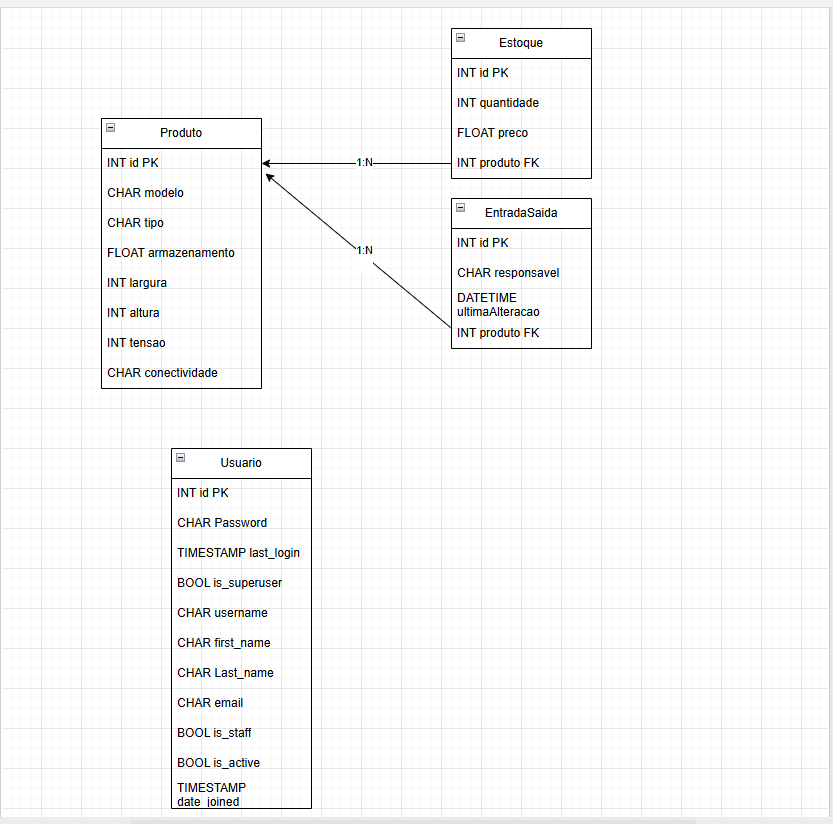 Estoque
INT id PK
INT quantidade
FLOAT preco
INT produto FK
Produto
INT id PK
CHAR modelo
CHAR tipo
FLOAT armazenamento
INT largura
INT altura
INT tensao
CHAR conectividade
1:N
1:N
EntradaSaida
INT id PK
CHAR responsavel
DATETIME
ultimaAlteracao
INT produto FK
Usuario
INT id PK
CHAR Password
TIMESTAMP last_login
BOOL is_superuser
CHAR username
CHAR first_name
CHAR Last_name
CHAR email
BOOL is_staff
BOOL is_active
TIMESTAMP
date_joined